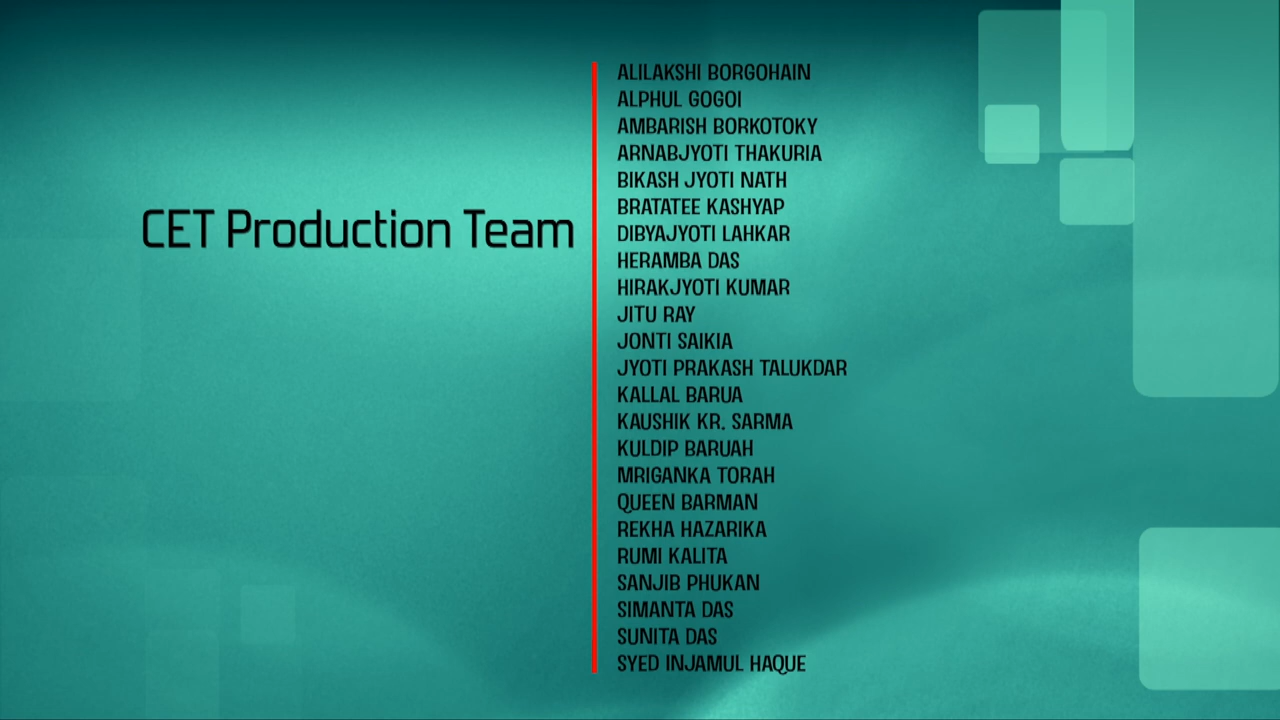 CET Production Team
ALILAKSHI BORGOHAIN
ALPHUL GOGOI
AMBARISH BORKOTOKY
ARNABJYOTI THAKURIA
BIKASH JYOTI NATH
BRATATEE KASHYAP
DIBYAJYOTI LAHKAR
HERAMBA DAS
HIRAKJYOTI KUMAR
JITU RAY
JONTI SAIKIA
JYOTI PRAKASH TALUKDAR
KALLAL BARUA
KAUSHIK KR. SARMA
KULDIP BARUAH
MRIGANKA TORAH
QUEEN BARMAN
REKHA HAZARIKA
RUMI KALITA
SANJIB PHUKAN
SIMANTA DAS
SUNITA DAS
SYED INJAMUL HAQUE